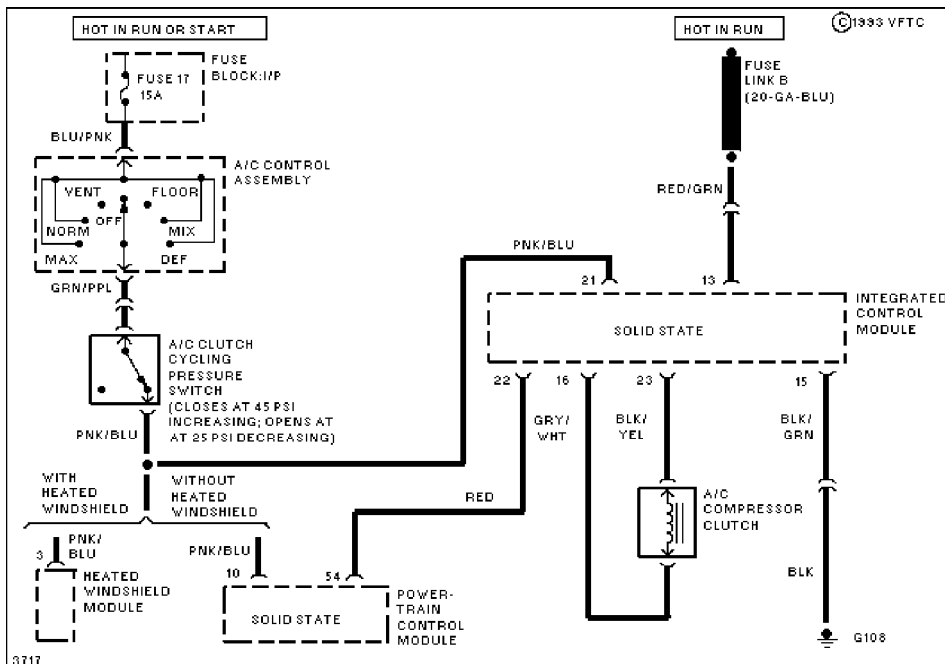 HOT IN RUN OR START
HOT IN RUN
© 1993 VFTC
FUSE
BLOCK:I/P
FUSE 17
15A
BLU/PNK
FUSE
LINK B
(20-GA-BLU)
RED/GRN
A/C CONTROL
ASSEMBLY
VENT
FLOOR
OFF
NORM
MIX
MAX
DEF
GRN/PPL
PNK/BLU
21
13
INTEGRATED
CONTROL
MODULE
SOLID STATE
A/C CLUTCH
CYCLING
PRESSURE
SWITCH
(CLOSES AT 45 PSI
INCREASING; OPENS AT
AT 25 PSI DECREASING)
PNK/BLU
22
16
23
15
GRY/
WHT
BLK/
YEL
BLK/
GRN
WITH
HEATED
WINDSHIELD
WITHOUT
HEATED
WINDSHIELD
RED
A/C
COMPRESSOR
CLUTCH
3
PNK/
BLU
PNK/BLU
10
54
BLK
HEATED
WINDSHIELD
MODULE
SOLID STATE
POWER-
TRAIN
CONTROL
MODULE
G108
3717